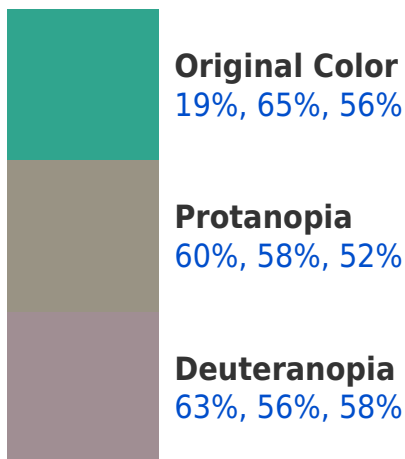 Original Color
19%, 65%, 56%
Protanopia
60%, 58%, 52%
Deuteranopia
63%, 56%, 58%